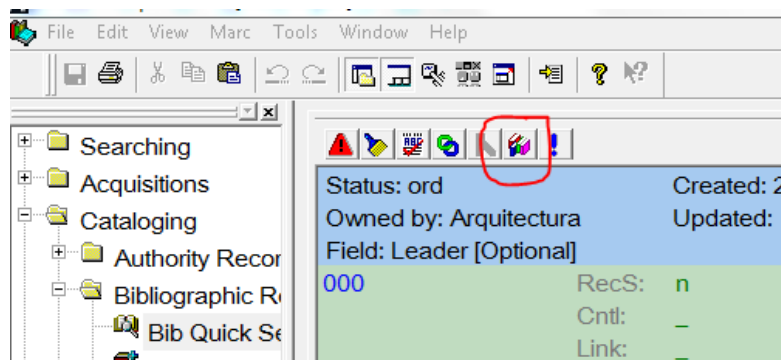 File Edit View Marc Tools Window Help
Searching
Acquisitions
Cataloging
Authority Recor
Bibliographic R
Bib Quick Se
Status: ord Created: 2
Owned by: Arquitectura Updated:
Field: Leader [Optional]
000 RecS: n
Cntl: _
Link: _